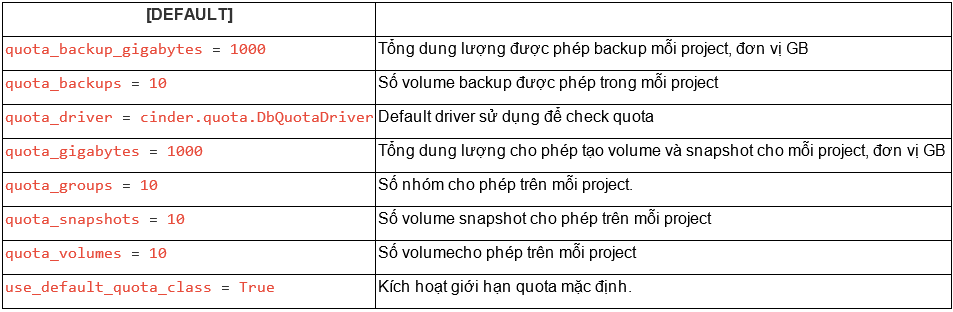 [DEFAULT]
quota_backup_gigabytes = 1000 Tổng dung lượng được phép backup mỗi project, đơn vị GB
quota_backups = 10 Số volume backup được phép trong mỗi project
quota_driver = cinder.quota.DbQuotaDriver Default driver sử dụng để check quota
quota_gigabytes = 1000 Tổng dung lượng cho phép tạo volume và snapshot cho mỗi project, đơn vị GB
quota_groups = 10 Số nhóm cho phép trên mỗi project.
quota_snapshots = 10 Số volume snapshot cho phép trên mỗi project
quota_volumes = 10 Số volumecho phép trên mỗi project
use_default_quota_class = True Kích hoạt giới hạn quota mặc định.